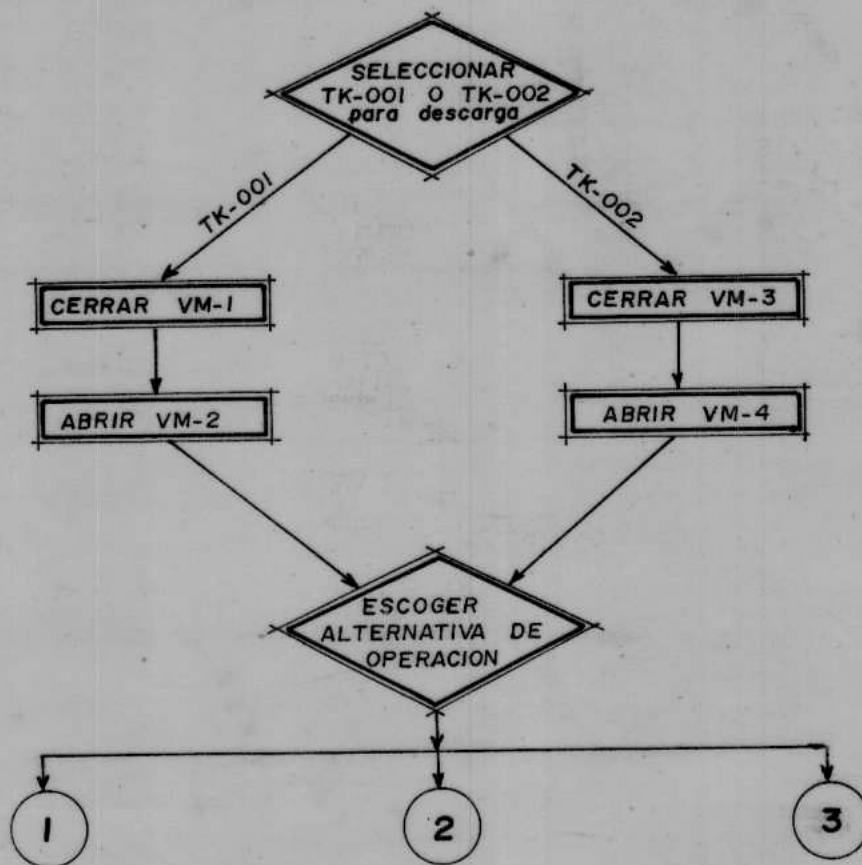 SELECCIONAR
TK-001 O TK-002
para descarga
TK-001
TK-002
CERRAR VM-1
CERRAR VM-3
ABRIR VM-2
ABRIR VM-4
ESCOGER
ALTERNATIVA DE
OPERACION
1
2
3